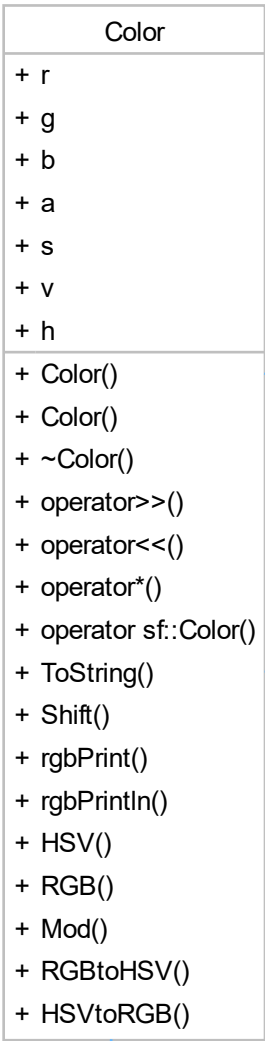 Color
+ r
+ g
+ b
+ a
+ s
+ v
+ h
+ Color()
+ Color()
+ ~Color()
+ operator>>()
+ operator<<()
+ operator*()
+ operator sf::Color()
+ ToString()
+ Shift()
+ rgbPrint()
+ rgbPrintln()
+ HSV()
+ RGB()
+ Mod()
+ RGBtoHSV()
+ HSVtoRGB()